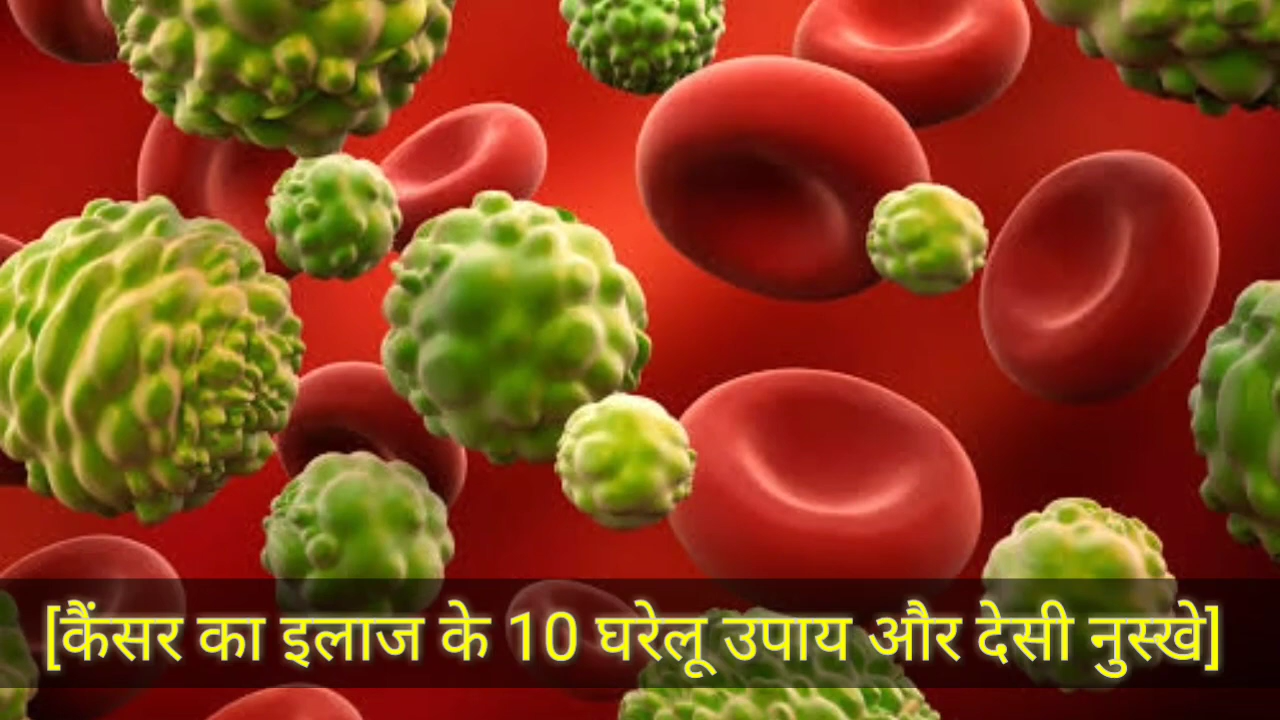 [कैंसर का इलाज के 10 घरेलू उपाय और देसी नुस्खे]